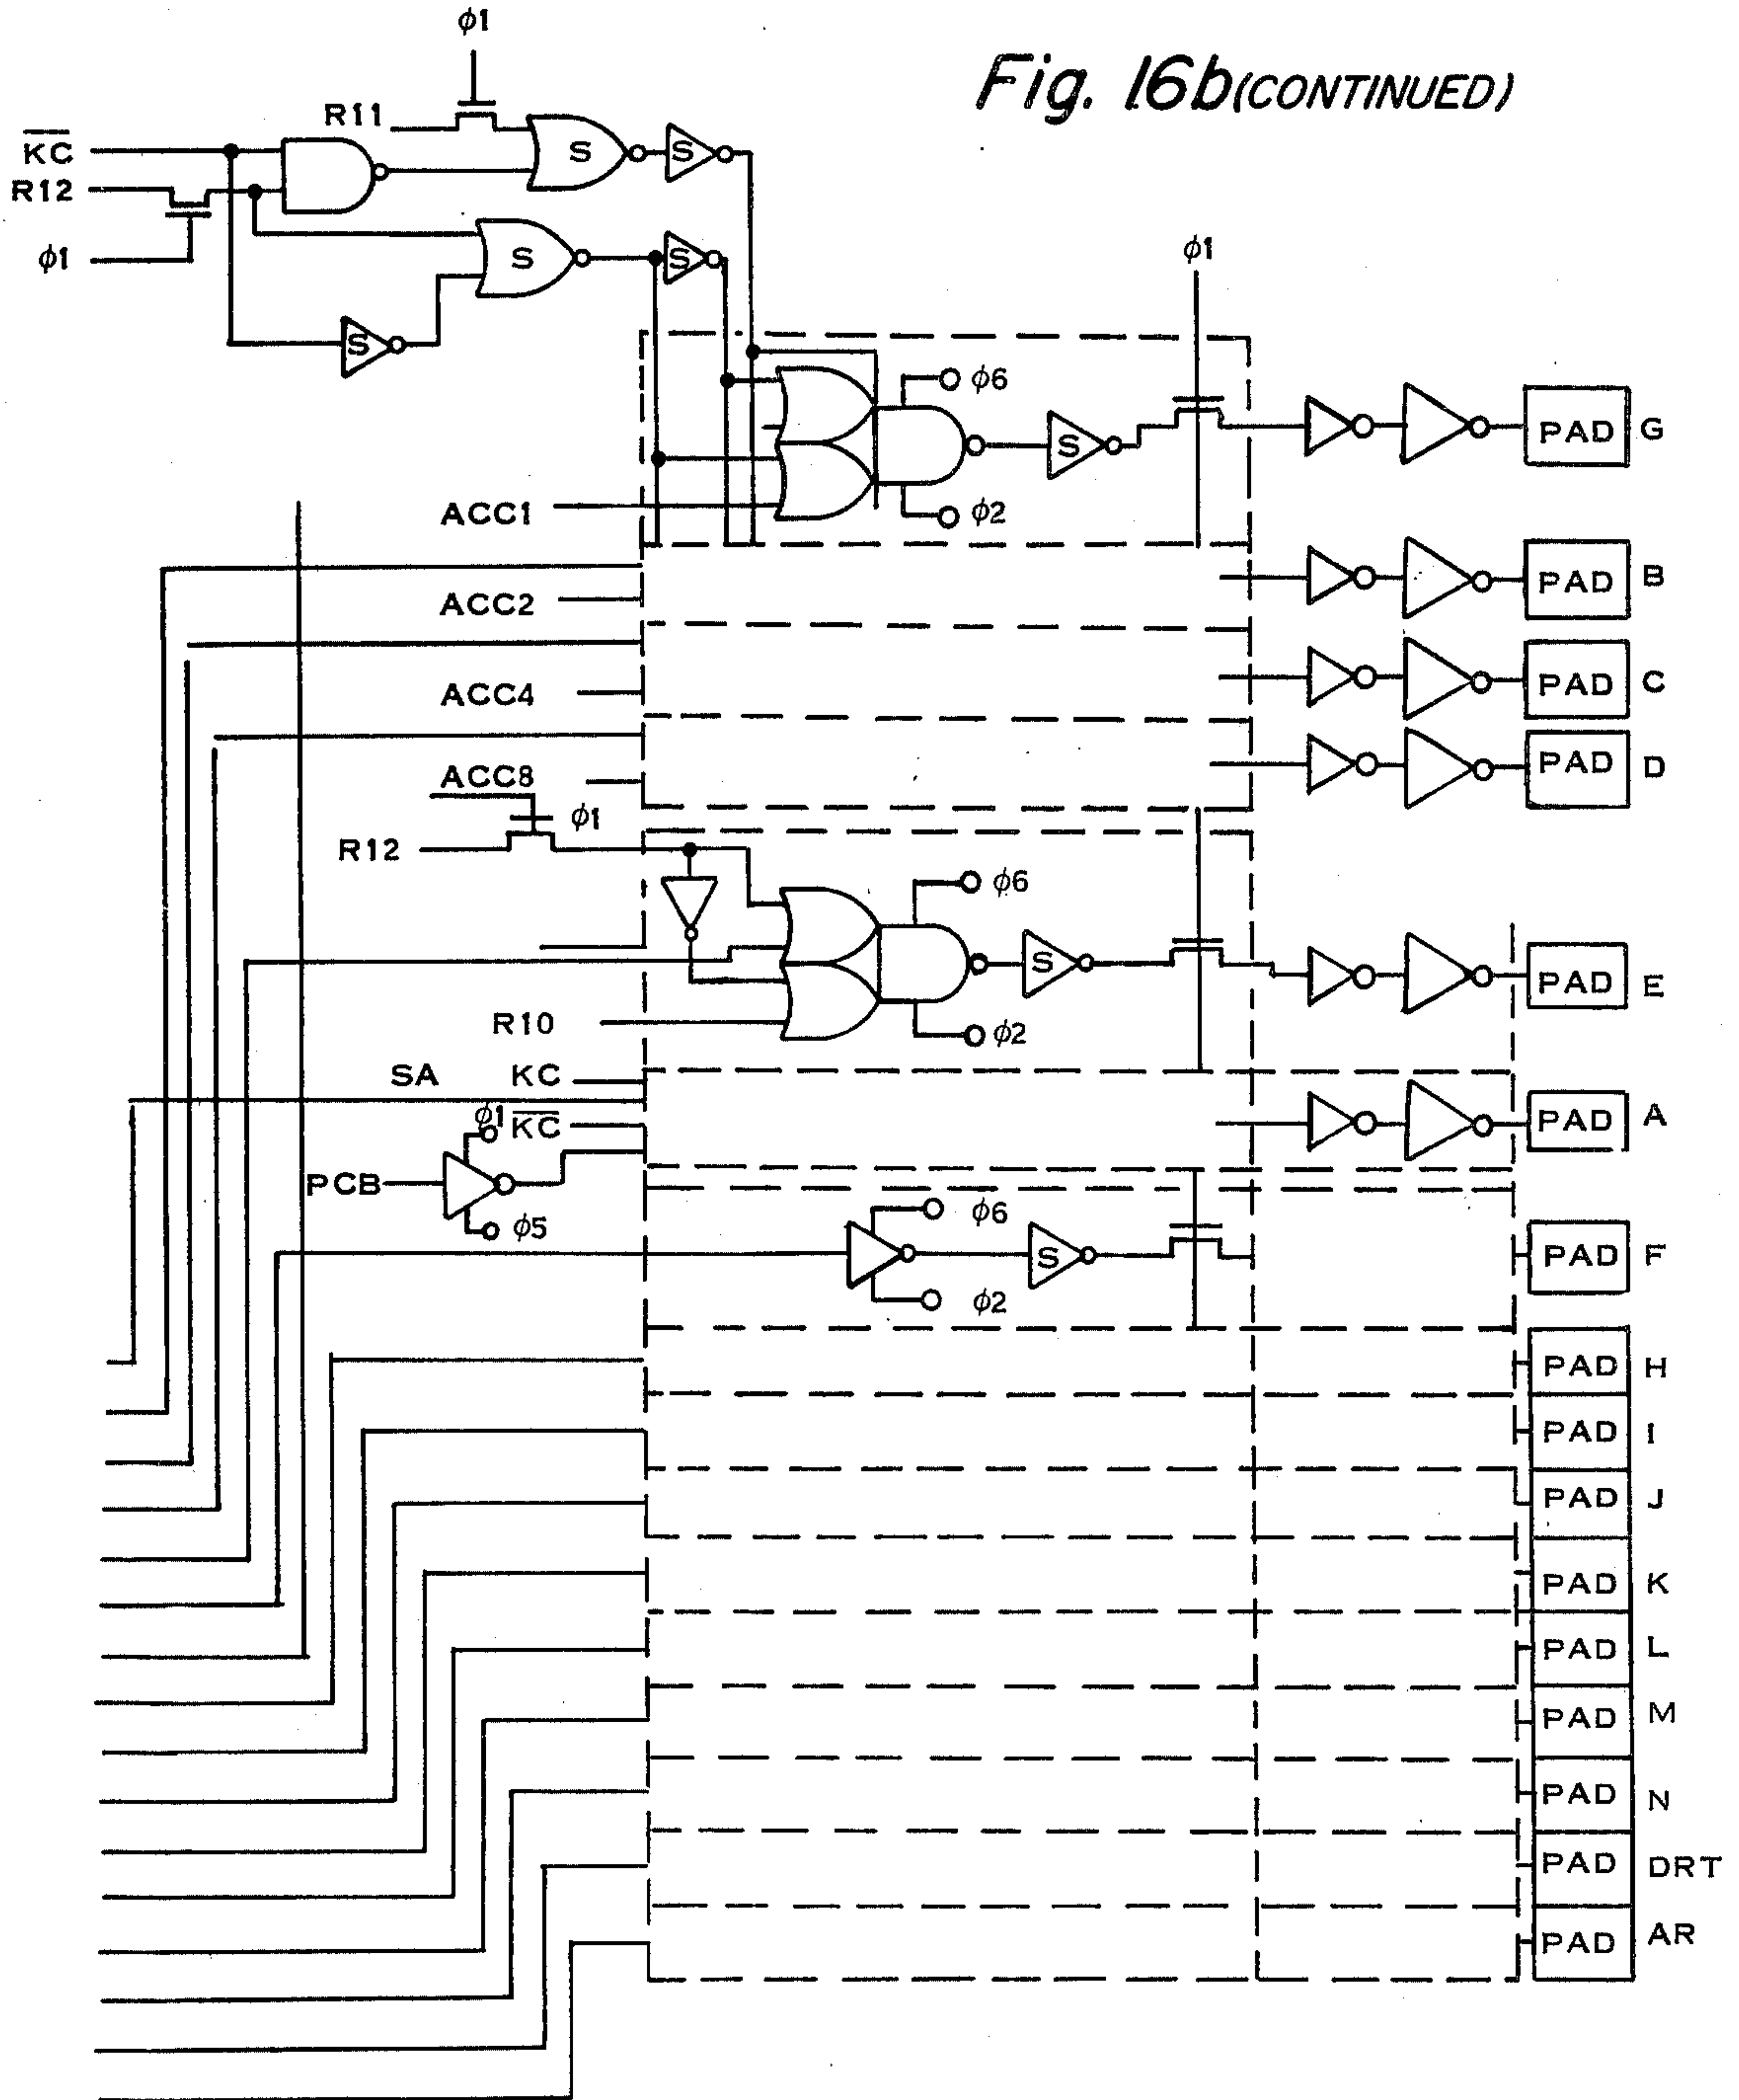 φ1
Fig. 16b (CONTINUED)
R11
K̅C̅
S
S
R12
φ1
S
S
φ1
S
φ6
S
PAD G
ACC1
φ2
PAD B
ACC2
PAD C
ACC4
PAD D
ACC8
φ1
R12
φ6
S
PAD E
R10
φ2
SA KC
φ1 K̅C̅
PAD A
PCB
φ5
φ6
S
PAD F
φ2
PAD H
PAD I
PAD J
PAD K
PAD L
PAD M
PAD N
PAD DRT
PAD AR